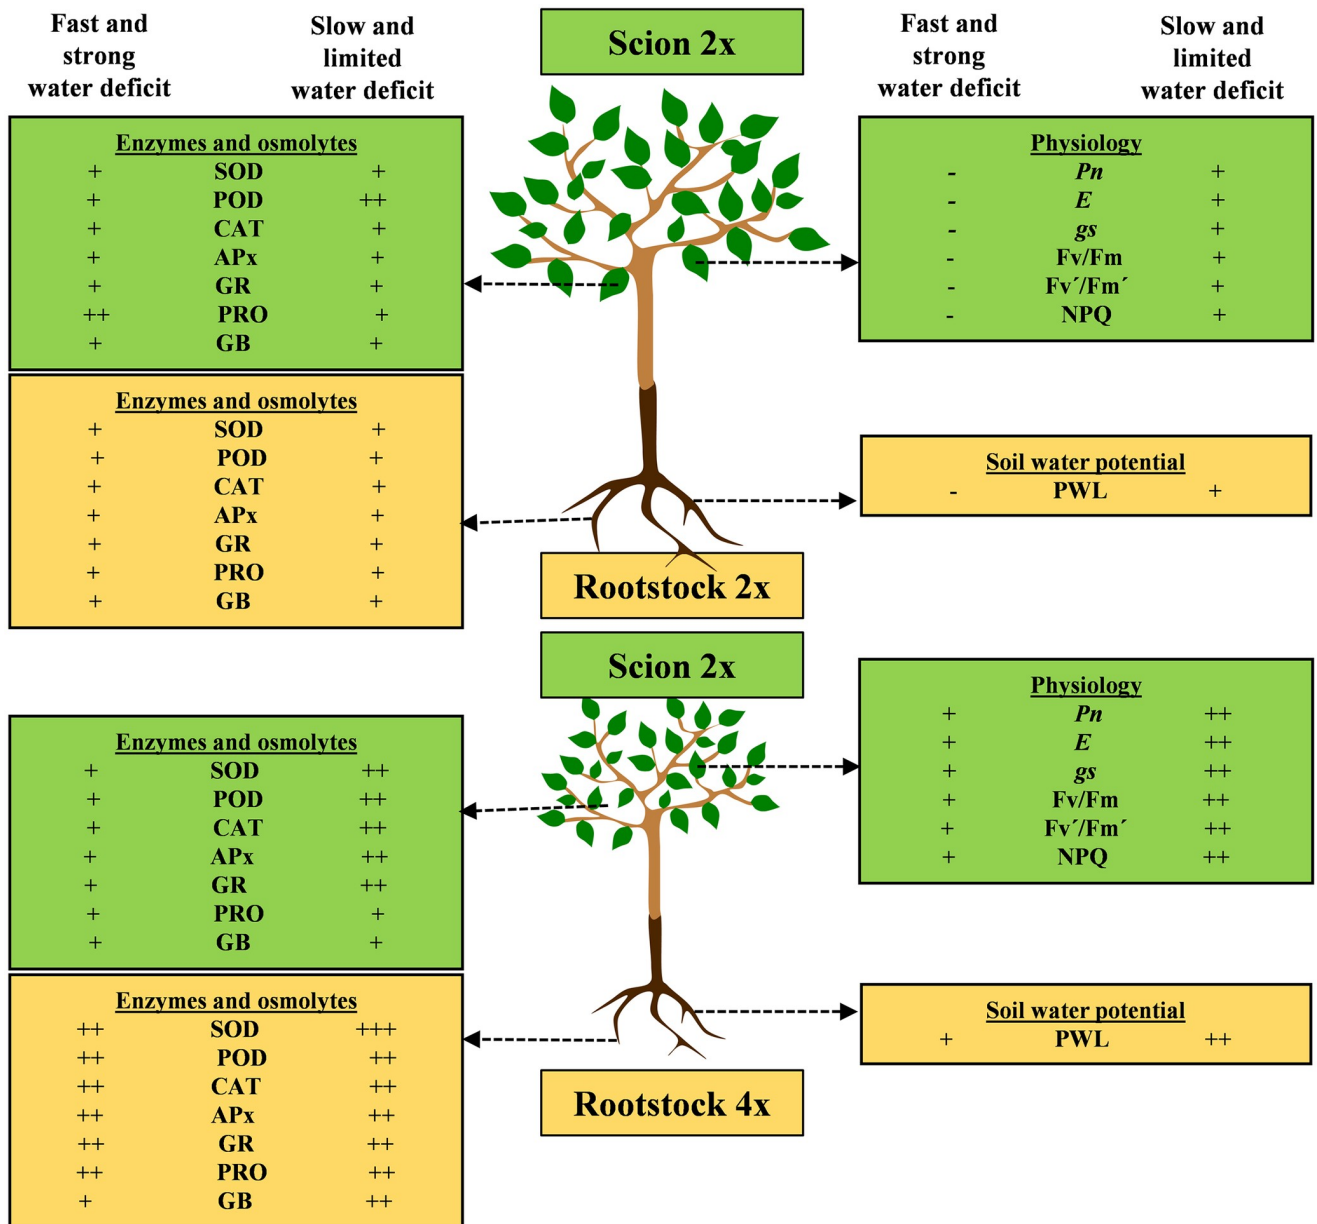 Fast and
strong
water deficit
Slow and
limited
water deficit
Scion 2x
Fast and
strong
water deficit
Slow and
limited
water deficit
Enzymes and osmolytes
+ SOD +
+ POD ++
+ CAT +
+ APx +
+ GR +
++ PRO +
+ GB +
Physiology
- Pn +
- E +
- gs +
- Fv/Fm +
- Fv´/Fm´ +
- NPQ +
Enzymes and osmolytes
+ SOD +
+ POD +
+ CAT +
+ APx +
+ GR +
+ PRO +
+ GB +
Soil water potential
- PWL +
Rootstock 2x
Scion 2x
Enzymes and osmolytes
+ SOD ++
+ POD ++
+ CAT ++
+ APx ++
+ GR ++
+ PRO +
+ GB +
Physiology
+ Pn ++
+ E ++
+ gs ++
+ Fv/Fm ++
+ Fv´/Fm´ ++
+ NPQ ++
Enzymes and osmolytes
++ SOD +++
++ POD ++
++ CAT ++
++ APx ++
++ GR ++
++ PRO ++
+ GB ++
Soil water potential
+ PWL ++
Rootstock 4x